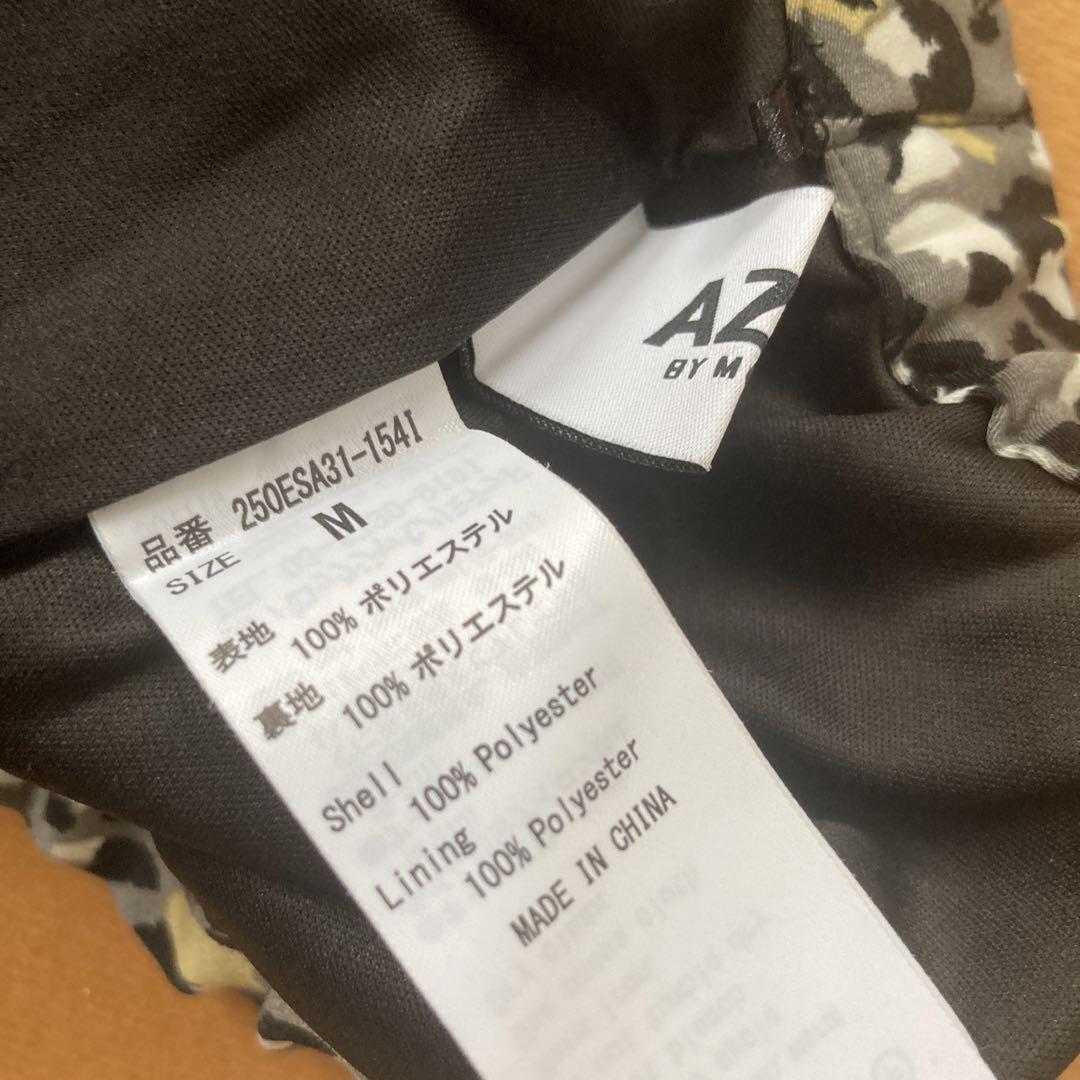 AZ
BY M
品番 250ESA31-154I
SIZE M
表地
100% ポリエステル
裏地
100% ポリエステル
Shell
100% Polyester
Lining
100% Polyester
MADE IN CHINA